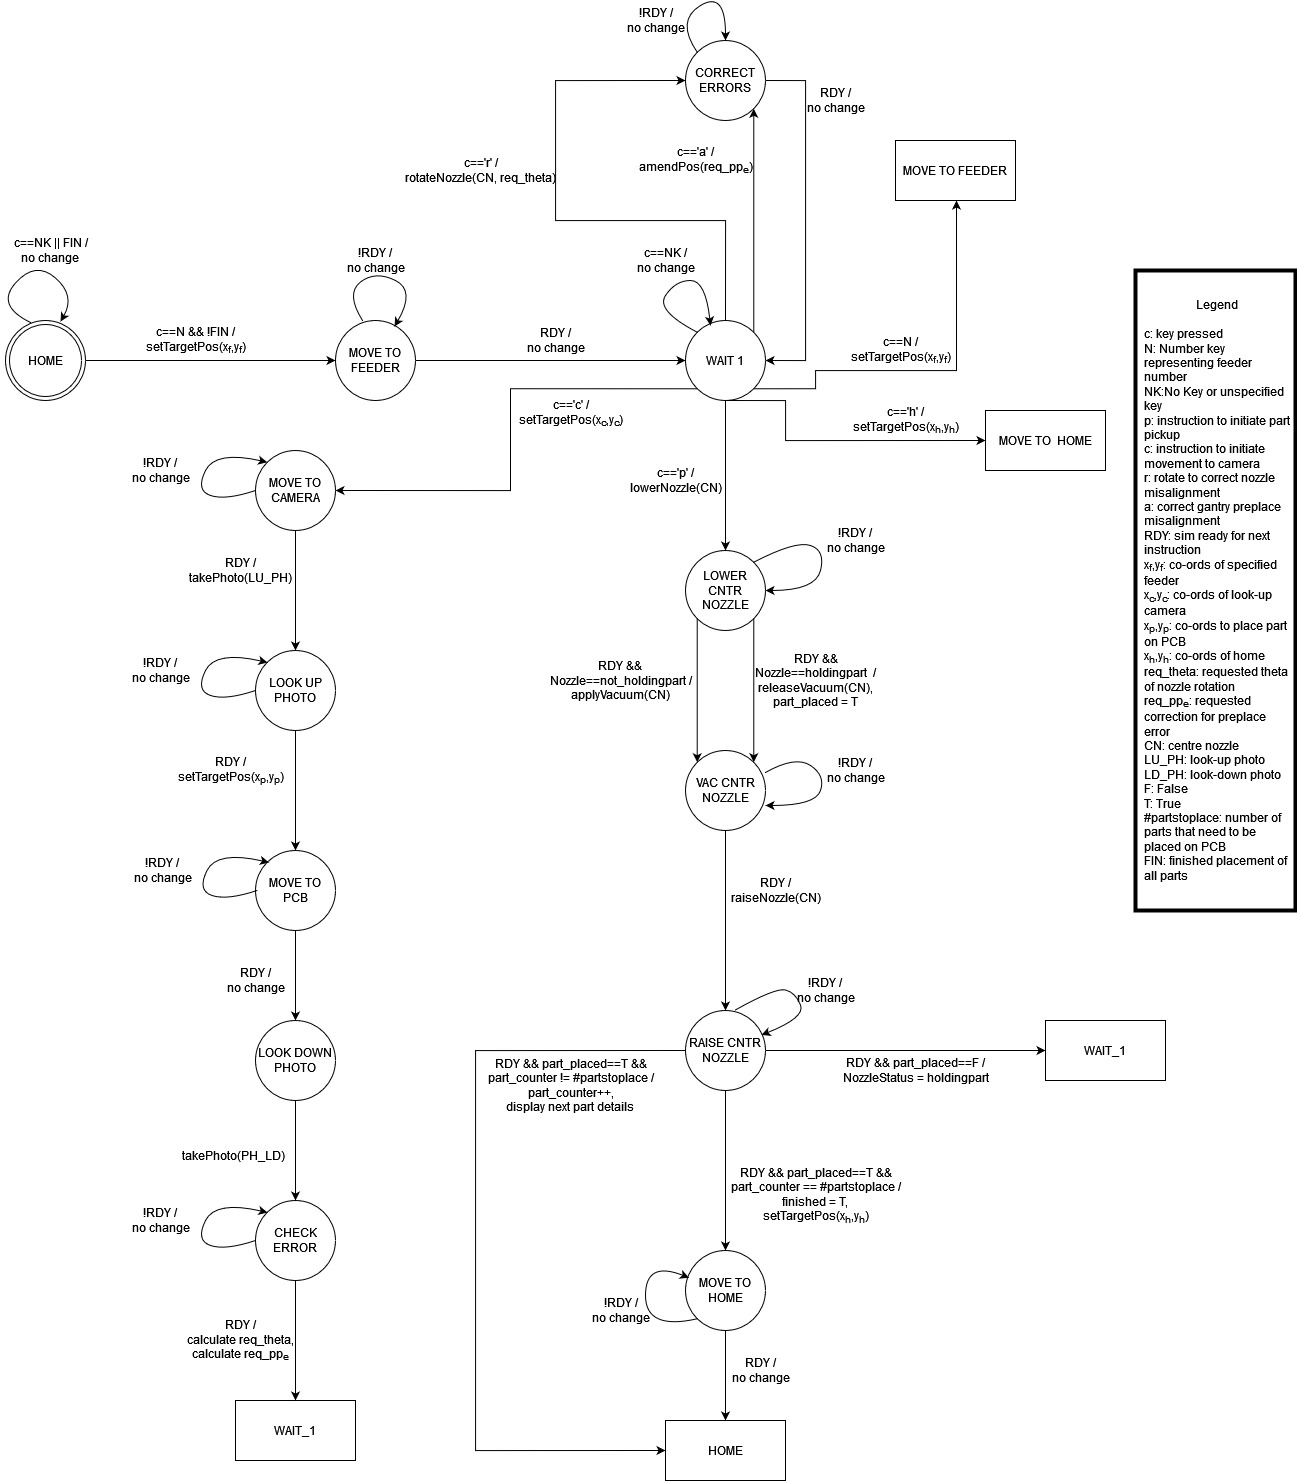 !RDY /
no change
CORRECT
ERRORS
RDY /
no change
c=='r' /
rotateNozzle(CN, req_theta)
c=='a' /
amendPos(req_ppe)
MOVE TO FEEDER
c==NK || FIN /
no change
!RDY /
no change
c==NK /
no change
HOME
c==N && !FIN /
setTargetPos(xf,yf)
MOVE TO
FEEDER
RDY /
no change
WAIT 1
c==N /
setTargetPos(xf,yf)
c=='c' /
setTargetPos(xc,yc)
c=='h' /
setTargetPos(xh,yh)
MOVE TO  HOME
!RDY /
no change
MOVE TO
CAMERA
c=='p' /
lowerNozzle(CN)
RDY /
takePhoto(LU_PH)
!RDY /
no change
LOWER
CNTR
NOZZLE
!RDY /
no change
LOOK UP
PHOTO
RDY &&
Nozzle==not_holdingpart /
applyVacuum(CN)
RDY &&
Nozzle==holdingpart  /
releaseVacuum(CN),
part_placed = T
RDY /
setTargetPos(xp,yp)
VAC CNTR
NOZZLE
!RDY /
no change
!RDY /
no change
MOVE TO
PCB
RDY /
raiseNozzle(CN)
RDY /
no change
!RDY /
no change
LOOK DOWN
PHOTO
RAISE CNTR
NOZZLE
RDY && part_placed==T &&
part_counter != #partstoplace /
part_counter++,
display next part details
RDY && part_placed==F /
NozzleStatus = holdingpart
WAIT_1
takePhoto(PH_LD)
RDY && part_placed==T &&
part_counter == #partstoplace /
finished = T,
setTargetPos(xh,yh)
!RDY /
no change
CHECK
ERROR
MOVE TO
HOME
!RDY /
no change
RDY /
calculate req_theta,
calculate req_ppe
RDY /
no change
WAIT_1
HOME
Legend
c: key pressed
N: Number key
representing feeder
number
NK:No Key or unspecified
key
p: instruction to initiate part
pickup
c: instruction to initiate
movement to camera
r: rotate to correct nozzle
misalignment
a: correct gantry preplace
misalignment
RDY: sim ready for next
instruction
xf,yf: co-ords of specified
feeder
xc,yc: co-ords of look-up
camera
xp,yp: co-ords to place part
on PCB
xh,yh: co-ords of home
req_theta: requested theta
of nozzle rotation
req_ppe: requested
correction for preplace
error
CN: centre nozzle
LU_PH: look-up photo
LD_PH: look-down photo
F: False
T: True
#partstoplace: number of
parts that need to be
placed on PCB
FIN: finished placement of
all parts